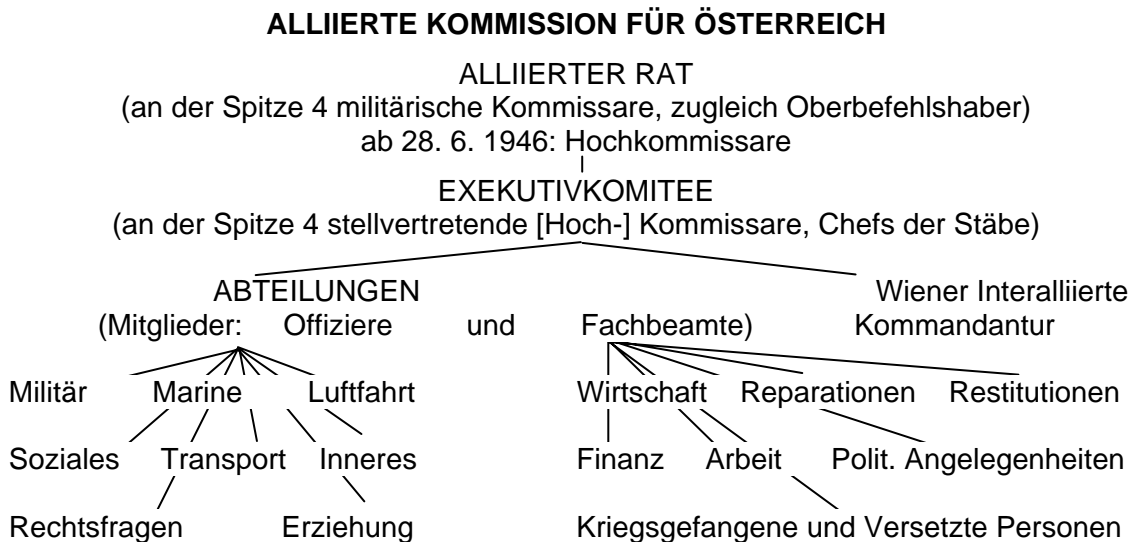 ALLIIERTE KOMMISSION FÜR ÖSTERREICH
ALLIIERTER RAT
(an der Spitze 4 militärische Kommissare, zugleich Oberbefehlshaber)
ab 28. 6. 1946: Hochkommissare
EXEKUTIVKOMITEE
(an der Spitze 4 stellvertretende [Hoch-] Kommissare, Chefs der Stäbe)
ABTEILUNGEN Wiener Interalliierte
(Mitglieder: Offiziere und Fachbeamte) Kommandantur
Militär Marine Luftfahrt Wirtschaft Reparationen Restitutionen
Soziales Transport Inneres Finanz Arbeit Polit. Angelegenheiten
Rechtsfragen Erziehung Kriegsgefangene und Versetzte Personen